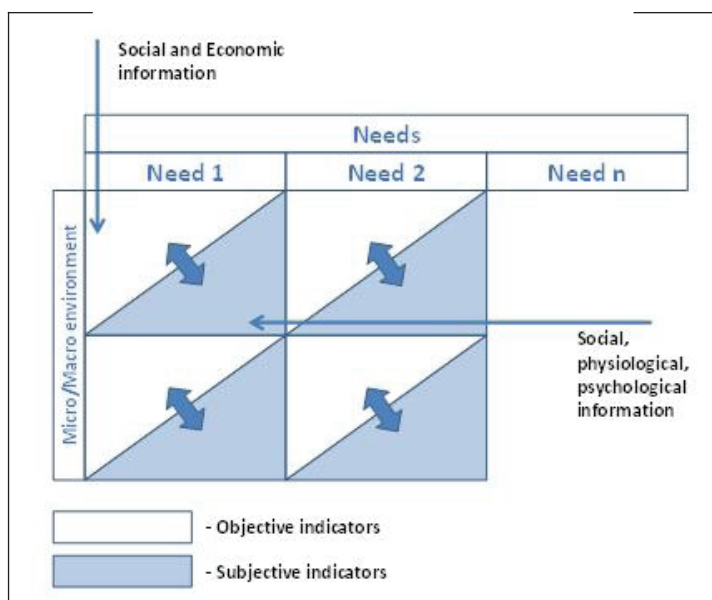 Social and Economic
information
Needs
Need 1
Need 2
Need n
Micro/Macro environment
Social,
physiological,
psychological
information
- Objective indicators
- Subjective indicators